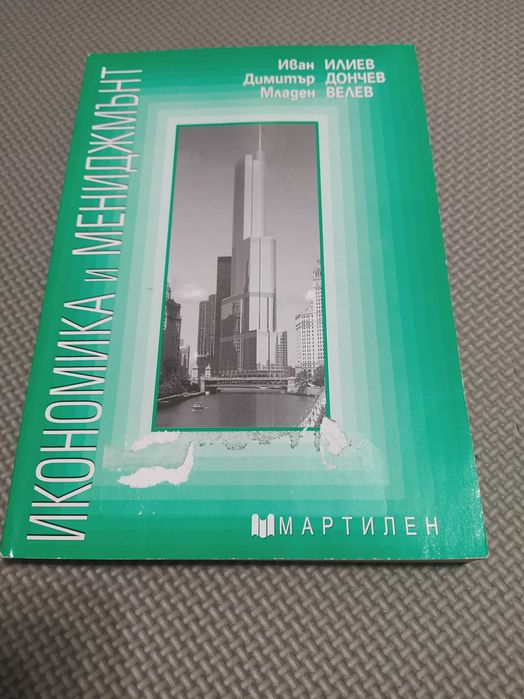 Иван ИЛИЕВ
Димитър ДОНЧЕВ
Младен ВЕЛЕВ
ИКОНОМИКА И МЕНИДЖМЪНТ
МАРТИЛЕН